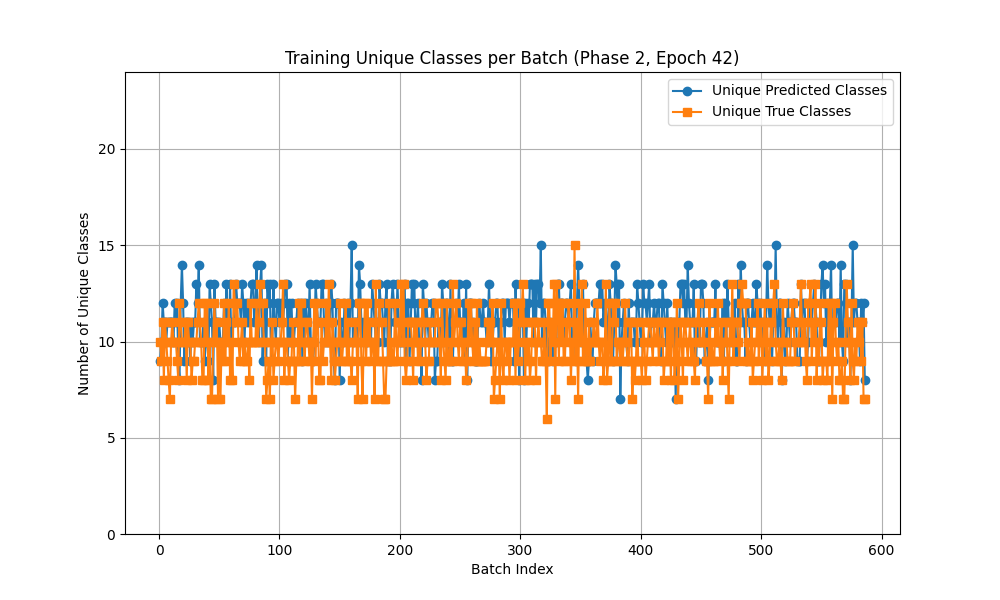 Training Unique Classes per Batch (Phase 2, Epoch 42)
Unique Predicted Classes
Unique True Classes
Number of Unique Classes
20
15
10
5
0
0 100 200 300 400 500 600
Batch Index